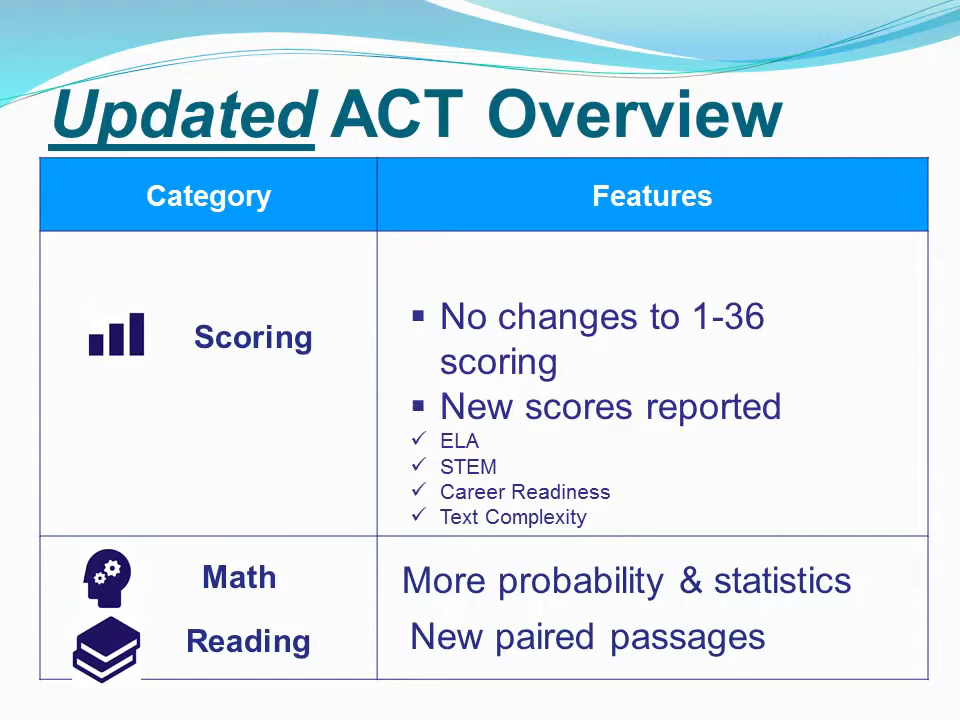 Updated ACT Overview
Category
Features
Scoring
No changes to 1-36
scoring
New scores reported
ELA
STEM
Career Readiness
Text Complexity
Math
More probability & statistics
Reading
New paired passages